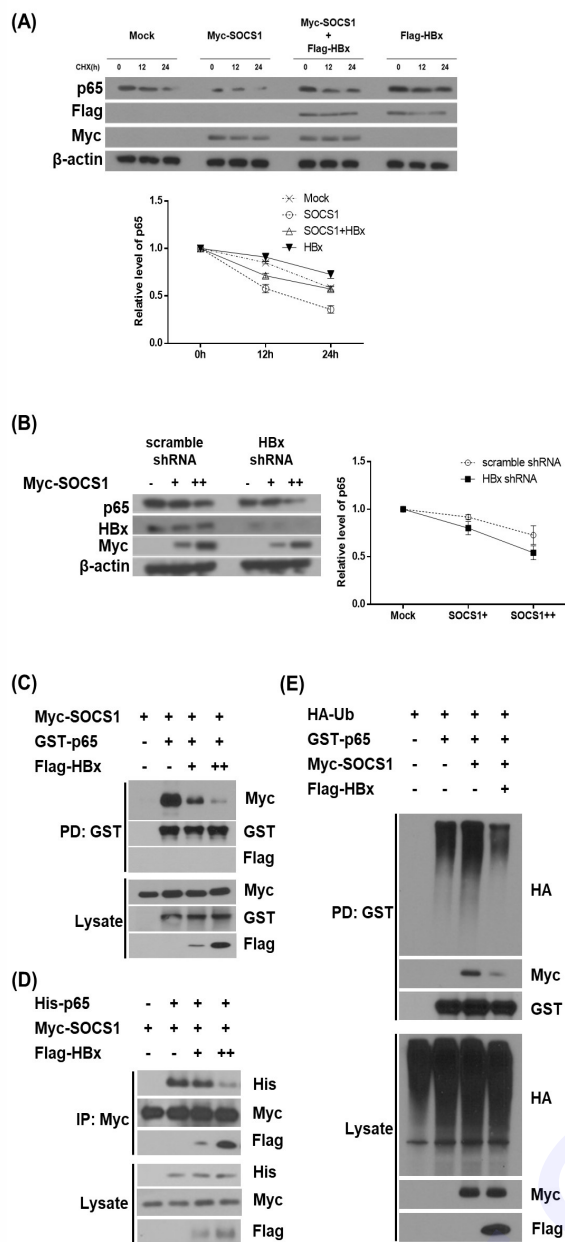 (A)
Mock Myc-SOCS1 Myc-SOCS1 + Flag-HBx Flag-HBx
CHX(h) 0 12 24 0 12 24 0 12 24 0 12 24
p65
Flag
Myc
β-actin
Relative level of p65
1.5
1.0
0.5
0.0
0h 12h 24h
Mock
SOCS1
SOCS1+HBx
HBx
(B)
scramble shRNA HBx shRNA
Myc-SOCS1 - + ++ - + ++
p65
HBx
Myc
β-actin
Relative level of p65
1.5
1.0
0.5
0.0
Mock SOCS1+ SOCS1++
scramble shRNA
HBx shRNA
(C)
Myc-SOCS1 + + + +
GST-p65 - + + +
Flag-HBx - - + ++
PD: GST
Myc
GST
Flag
Lysate
Myc
GST
Flag
(D)
His-p65 - + + +
Myc-SOCS1 + + + +
Flag-HBx - - + ++
IP: Myc
His
Myc
Flag
Lysate
His
Myc
Flag
(E)
HA-Ub + + + +
GST-p65 - + + +
Myc-SOCS1 - - + +
Flag-HBx - - - +
PD: GST
HA
Myc
GST
Lysate
HA
Myc
Flag